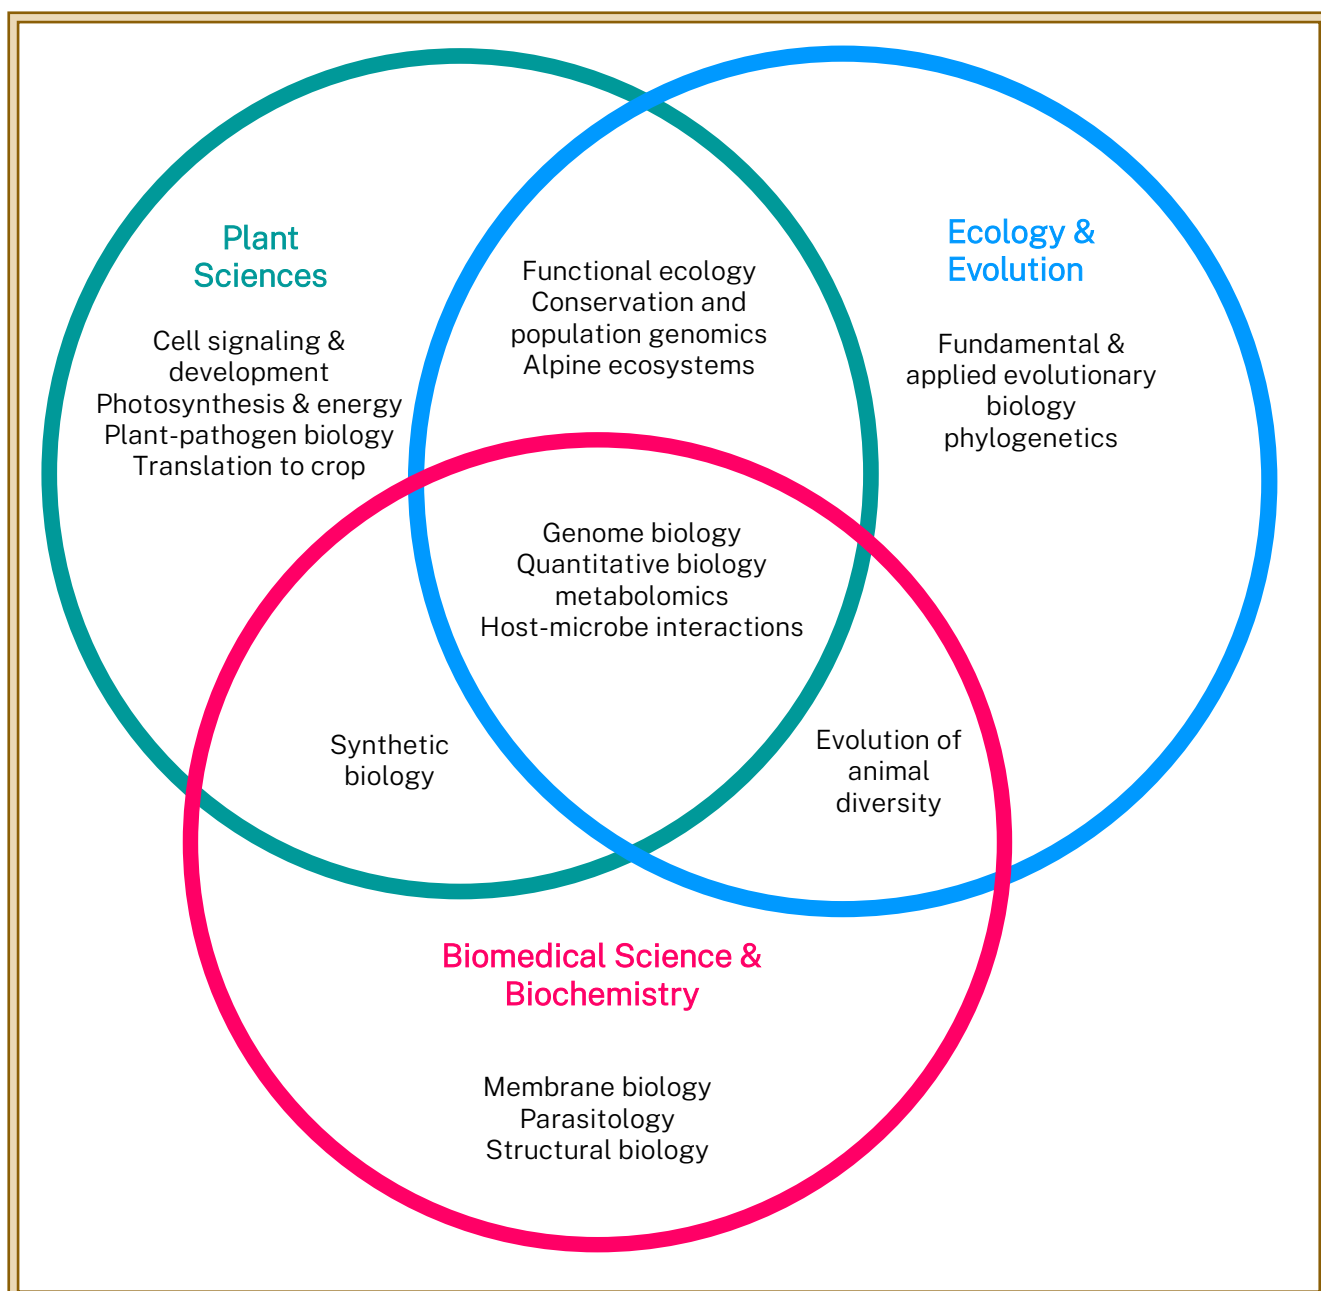 Plant
Sciences
Cell signaling &
development
Photosynthesis & energy
Plant-pathogen biology
Translation to crop
Functional ecology
Conservation and
population genomics
Alpine ecosystems
Ecology &
Evolution
Fundamental &
applied evolutionary
biology
phylogenetics
Genome biology
Quantitative biology
metabolomics
Host-microbe interactions
Synthetic
biology
Evolution of
animal
diversity
Biomedical Science &
Biochemistry
Membrane biology
Parasitology
Structural biology